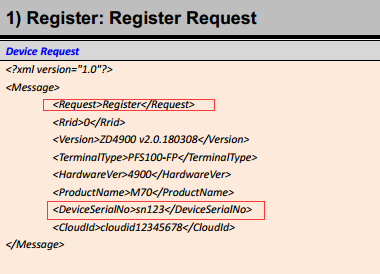 1) Register: Register Request
Device Request
<?xml version="1.0"?>
<Message>
<Request>Register</Request>
<Rrid>0</Rrid>
<Version>ZD4900 v2.0.180308</Version>
<TerminalType>PFS100-FP</TerminalType>
<HardwareVer>4900</HardwareVer>
<ProductName>M70</ProductName>
<DeviceSerialNo>sn123</DeviceSerialNo>
<CloudId>cloudid12345678</CloudId>
</Message>